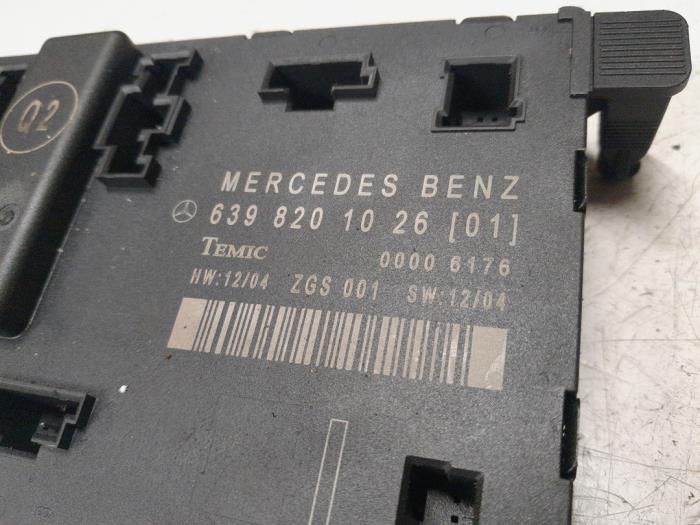 Q2
MERCEDES BENZ
639 820 10 26 [01]
TEMIC 0000 6176
HW:12/04 ZGS 001 SW:12/04